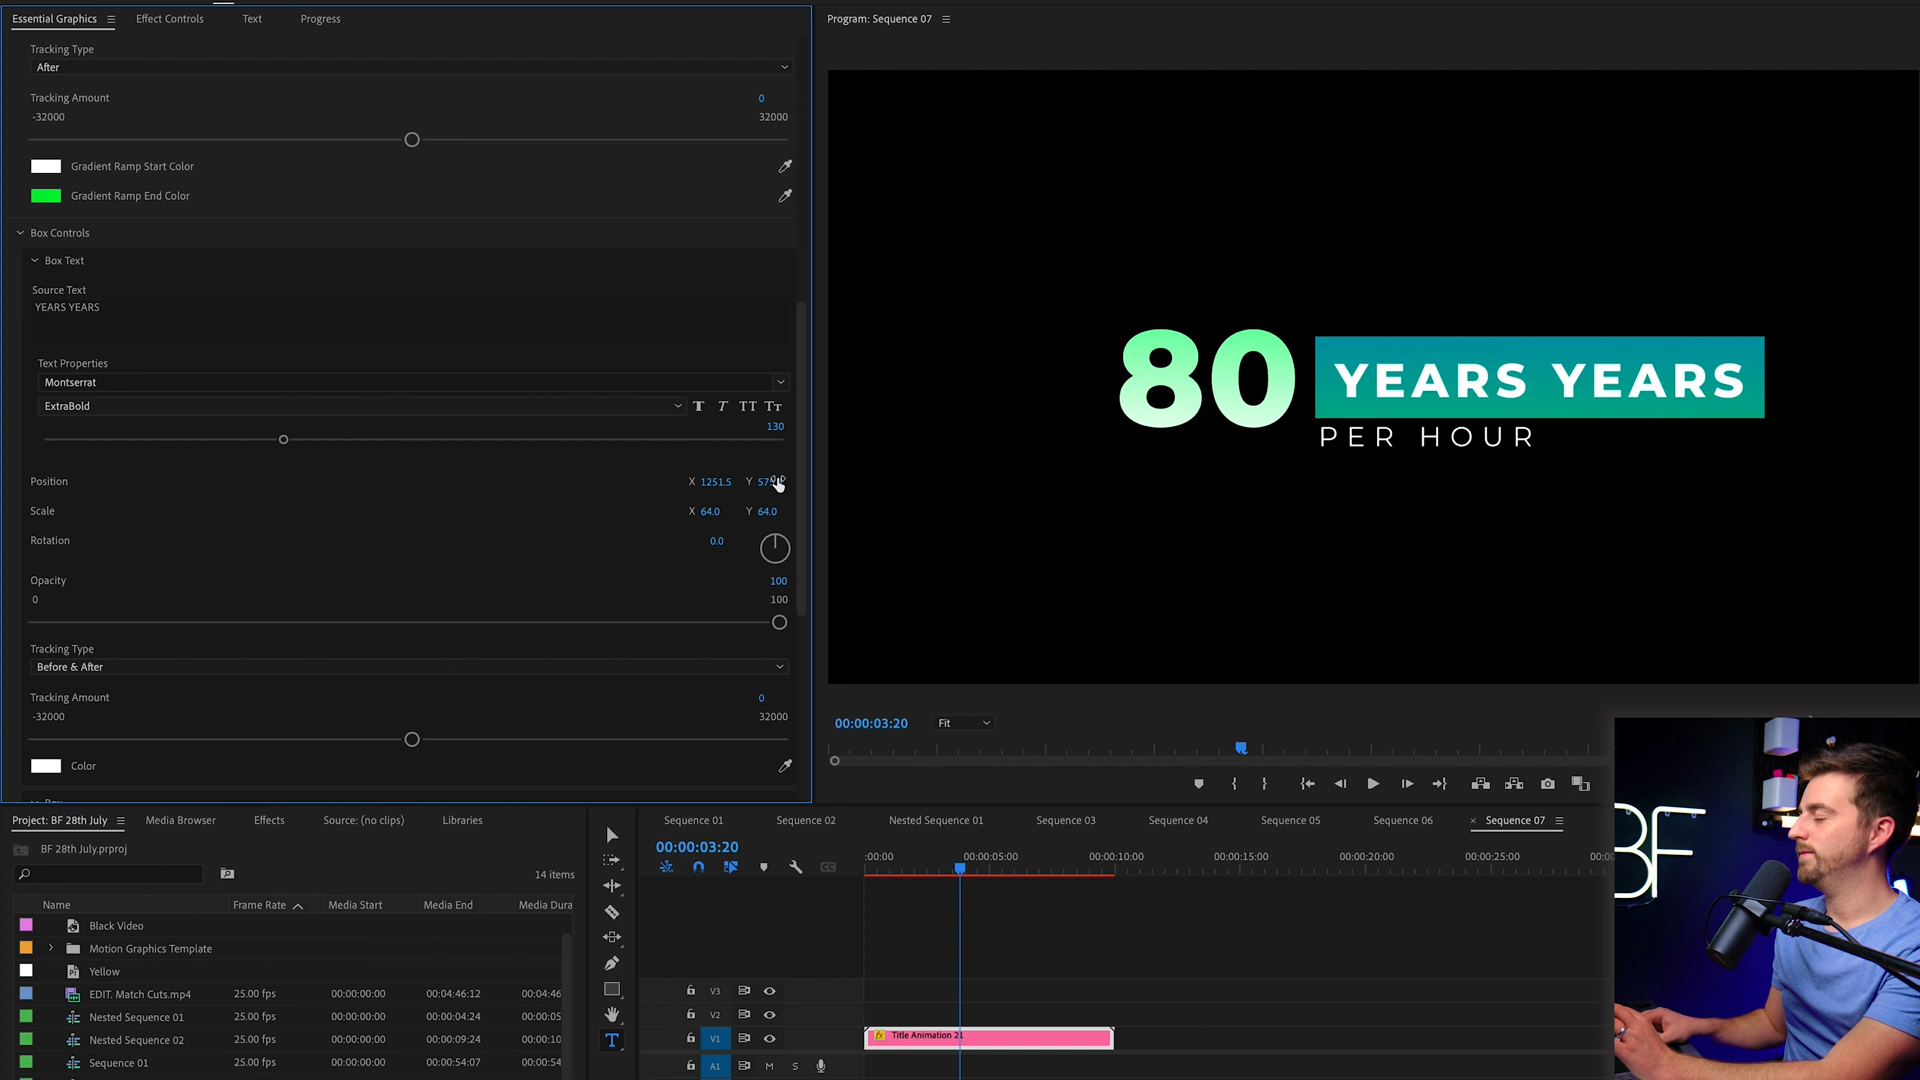 Essential Graphics
Effect Controls
Text
Progress
Program: Sequence 07
Tracking Type
After
Tracking Amount
0
-32000
32000
Gradient Ramp Start Color
Gradient Ramp End Color
Box Controls
Box Text
Source Text
YEARS YEARS
Text Properties
Montserrat
ExtraBold
T T TT Tт
130
Position
X 1251.5 Y
Scale
X 64.0 Y 64.0
Rotation
0.0
Opacity
100
0
100
Tracking Type
Before & After
Tracking Amount
0
-32000
32000
Color
80 YEARS YEARS
PER HOUR
00:00:03:20
Fit
Project: BF 28th July
Media Browser
Effects
Source: (no clips)
Libraries
BF 28th July.prproj
14 items
Name
Frame Rate
Media Start
Media End
Media Dura
Black Video
Motion Graphics Template
Yellow
EDIT. Match Cuts.mp4 25.00 fps 00:00:00:00 00:04:46:12 00:04:46
Nested Sequence 01 25.00 fps 00:00:00:00 00:00:04:24 00:00:05
Nested Sequence 02 25.00 fps 00:00:00:00 00:00:09:24 00:00:10
Sequence 01 25.00 fps 00:00:00:00 00:00:54:07 00:00:54
Sequence 01
Sequence 02
Nested Sequence 01
Sequence 03
Sequence 04
Sequence 05
Sequence 06
× Sequence 07
00:00:03:20
:00:00
00:00:05:00
00:00:10:00
00:00:15:00
00:00:20:00
00:00:25:00
00:0
V3
V2
V1
fx Title Animation 21
A1
M
S
T
BF